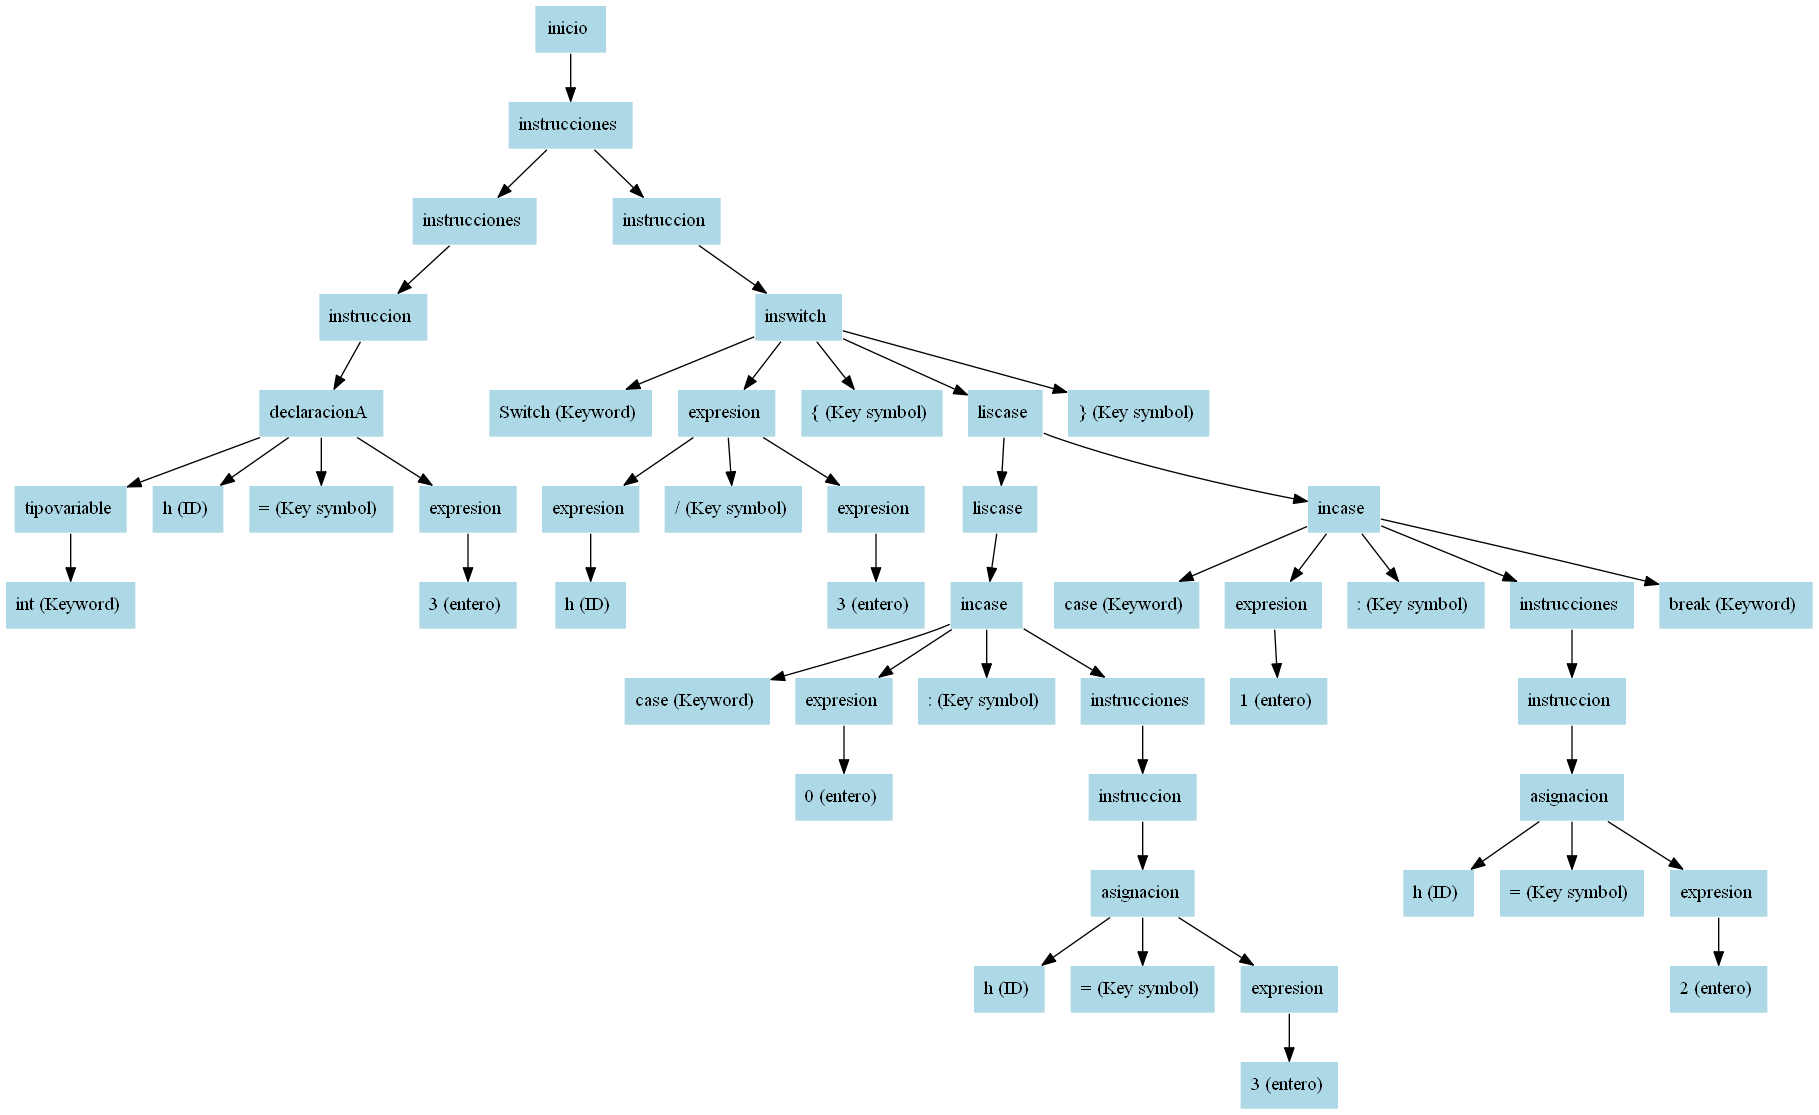 inicio
instrucciones
instrucciones
instruccion
instruccion
inswitch
declaracionA
Switch (Keyword)
expresion
{ (Key symbol)
liscase
} (Key symbol)
tipovariable
h (ID)
= (Key symbol)
expresion
expresion
/ (Key symbol)
expresion
liscase
incase
int (Keyword)
3 (entero)
h (ID)
3 (entero)
incase
case (Keyword)
expresion
: (Key symbol)
instrucciones
break (Keyword)
case (Keyword)
expresion
: (Key symbol)
instrucciones
1 (entero)
instruccion
0 (entero)
instruccion
asignacion
asignacion
h (ID)
= (Key symbol)
expresion
h (ID)
= (Key symbol)
expresion
2 (entero)
3 (entero)